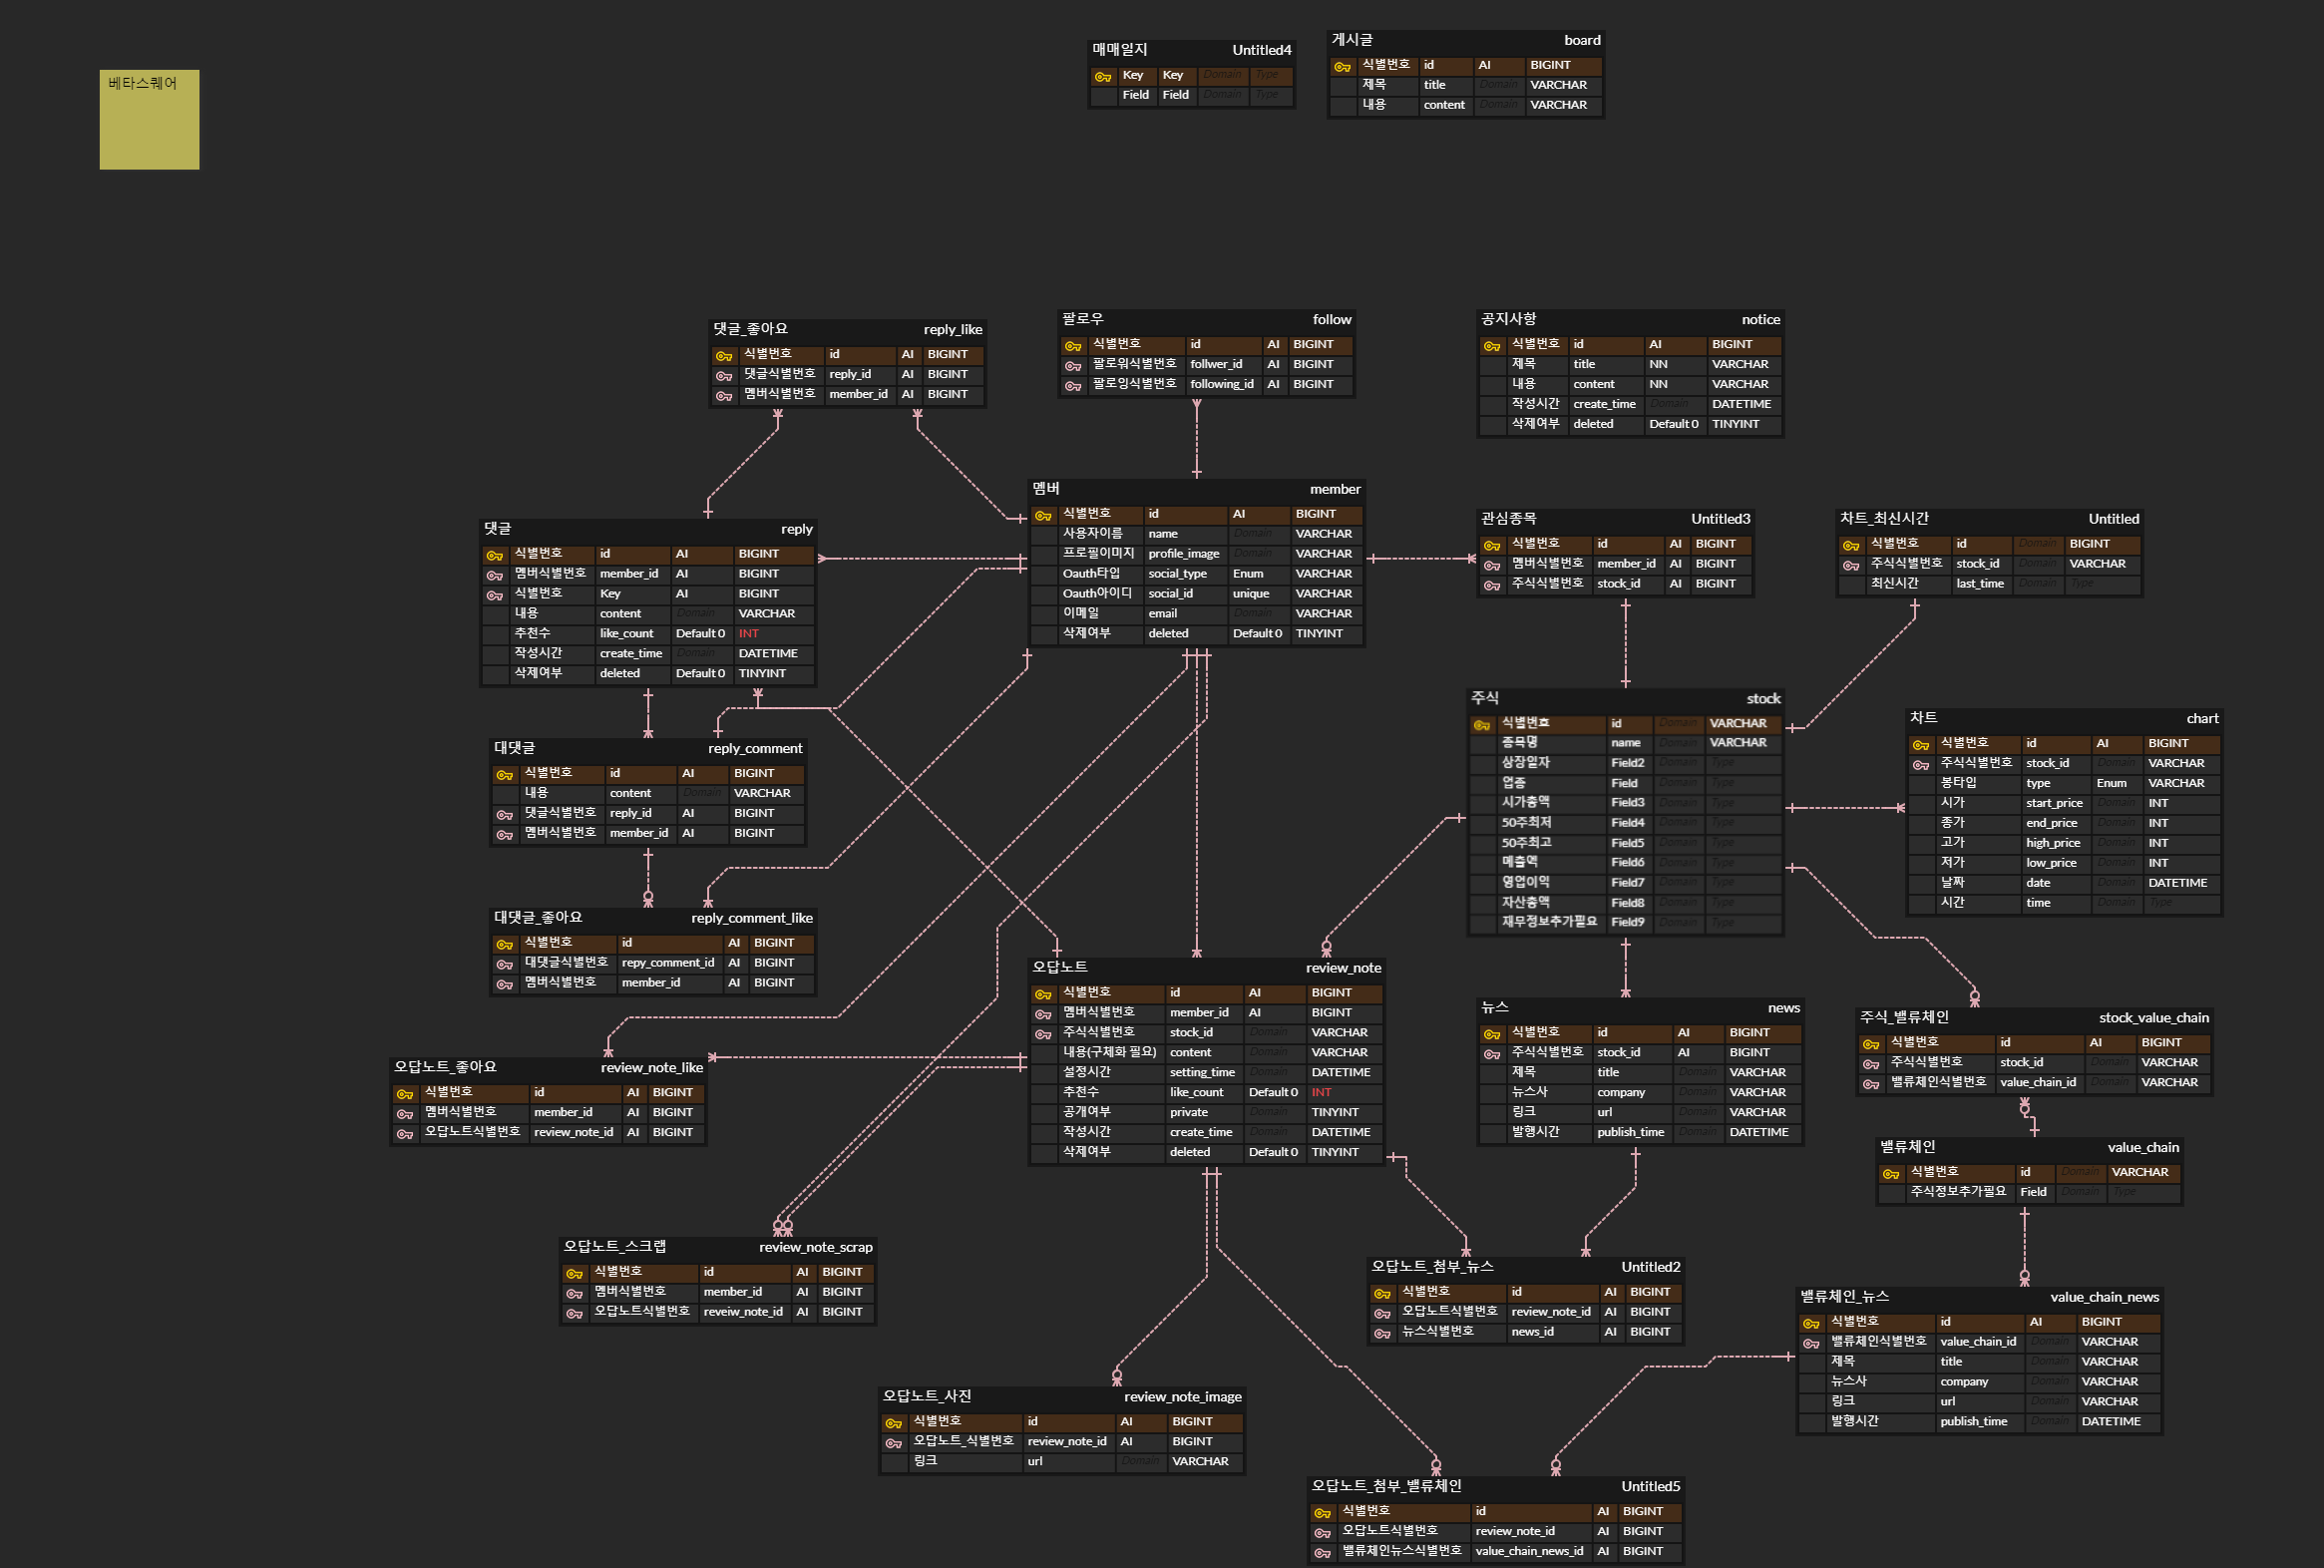 베타스퀘어
매매일지 Untitled4
Key Key Domain Type
Field Field Domain Type
게시글 board
식별번호 id AI BIGINT
제목 title Domain VARCHAR
내용 content Domain VARCHAR
댓글_좋아요 reply_like
식별번호 id AI BIGINT
댓글식별번호 reply_id AI BIGINT
멤버식별번호 member_id AI BIGINT
팔로우 follow
식별번호 id AI BIGINT
팔로워식별번호 follwer_id AI BIGINT
팔로잉식별번호 following_id AI BIGINT
공지사항 notice
식별번호 id AI BIGINT
제목 title NN VARCHAR
내용 content NN VARCHAR
작성시간 create_time Domain DATETIME
삭제여부 deleted Default 0 TINYINT
댓글 reply
식별번호 id AI BIGINT
멤버식별번호 member_id AI BIGINT
식별번호 Key AI BIGINT
내용 content Domain VARCHAR
추천수 like_count Default 0 INT
작성시간 create_time Domain DATETIME
삭제여부 deleted Default 0 TINYINT
멤버 member
식별번호 id AI BIGINT
사용자이름 name Domain VARCHAR
프로필이미지 profile_image Domain VARCHAR
Oauth타입 social_type Enum VARCHAR
Oauth아이디 social_id unique VARCHAR
이메일 email Domain VARCHAR
삭제여부 deleted Default 0 TINYINT
관심종목 Untitled3
식별번호 id AI BIGINT
멤버식별번호 member_id AI BIGINT
주식식별번호 stock_id AI BIGINT
차트_최신시간 Untitled
식별번호 id Domain BIGINT
주식식별번호 stock_id Domain VARCHAR
최신시간 last_time Domain Type
주식 stock
식별번호 id Domain VARCHAR
종목명 name Domain VARCHAR
상장일자 Field2 Domain Type
업종 Field Domain Type
시가총액 Field3 Domain Type
50주최저 Field4 Domain Type
50주최고 Field5 Domain Type
매출액 Field6 Domain Type
영업이익 Field7 Domain Type
자산총액 Field8 Domain Type
재무정보추가필요 Field9 Domain Type
차트 chart
식별번호 id AI BIGINT
주식식별번호 stock_id Domain VARCHAR
봉타입 type Enum VARCHAR
시가 start_price Domain INT
종가 end_price Domain INT
고가 high_price Domain INT
저가 low_price Domain INT
날짜 date Domain DATETIME
시간 time Domain Type
대댓글 reply_comment
식별번호 id AI BIGINT
내용 content Domain VARCHAR
댓글식별번호 reply_id AI BIGINT
멤버식별번호 member_id AI BIGINT
대댓글_좋아요 reply_comment_like
식별번호 id AI BIGINT
대댓글식별번호 repy_comment_id AI BIGINT
멤버식별번호 member_id AI BIGINT
오답노트 review_note
식별번호 id AI BIGINT
멤버식별번호 member_id AI BIGINT
주식식별번호 stock_id Domain VARCHAR
내용(구체화 필요) content Domain VARCHAR
설정시간 setting_time Domain DATETIME
추천수 like_count Default 0 INT
공개여부 private Domain TINYINT
작성시간 create_time Domain DATETIME
삭제여부 deleted Default 0 TINYINT
뉴스 news
식별번호 id AI BIGINT
주식식별번호 stock_id AI BIGINT
제목 title Domain VARCHAR
뉴스사 company Domain VARCHAR
링크 url Domain VARCHAR
발행시간 publish_time Domain DATETIME
주식_밸류체인 stock_value_chain
식별번호 id AI BIGINT
주식식별번호 stock_id Domain VARCHAR
밸류체인식별번호 value_chain_id Domain VARCHAR
오답노트_좋아요 review_note_like
식별번호 id AI BIGINT
멤버식별번호 member_id AI BIGINT
오답노트식별번호 review_note_id AI BIGINT
밸류체인 value_chain
식별번호 id Domain VARCHAR
주식정보추가필요 Field Domain Type
오답노트_스크랩 review_note_scrap
식별번호 id AI BIGINT
멤버식별번호 member_id AI BIGINT
오답노트식별번호 reveiw_note_id AI BIGINT
오답노트_첨부_뉴스 Untitled2
식별번호 id AI BIGINT
오답노트식별번호 review_note_id AI BIGINT
뉴스식별번호 news_id AI BIGINT
밸류체인_뉴스 value_chain_news
식별번호 id AI BIGINT
밸류체인식별번호 value_chain_id Domain VARCHAR
제목 title Domain VARCHAR
뉴스사 company Domain VARCHAR
링크 url Domain VARCHAR
발행시간 publish_time Domain DATETIME
오답노트_사진 review_note_image
식별번호 id AI BIGINT
오답노트_식별번호 review_note_id AI BIGINT
링크 url Domain VARCHAR
오답노트_첨부_밸류체인 Untitled5
식별번호 id AI BIGINT
오답노트식별번호 review_note_id AI BIGINT
밸류체인뉴스식별번호 value_chain_news_id AI BIGINT